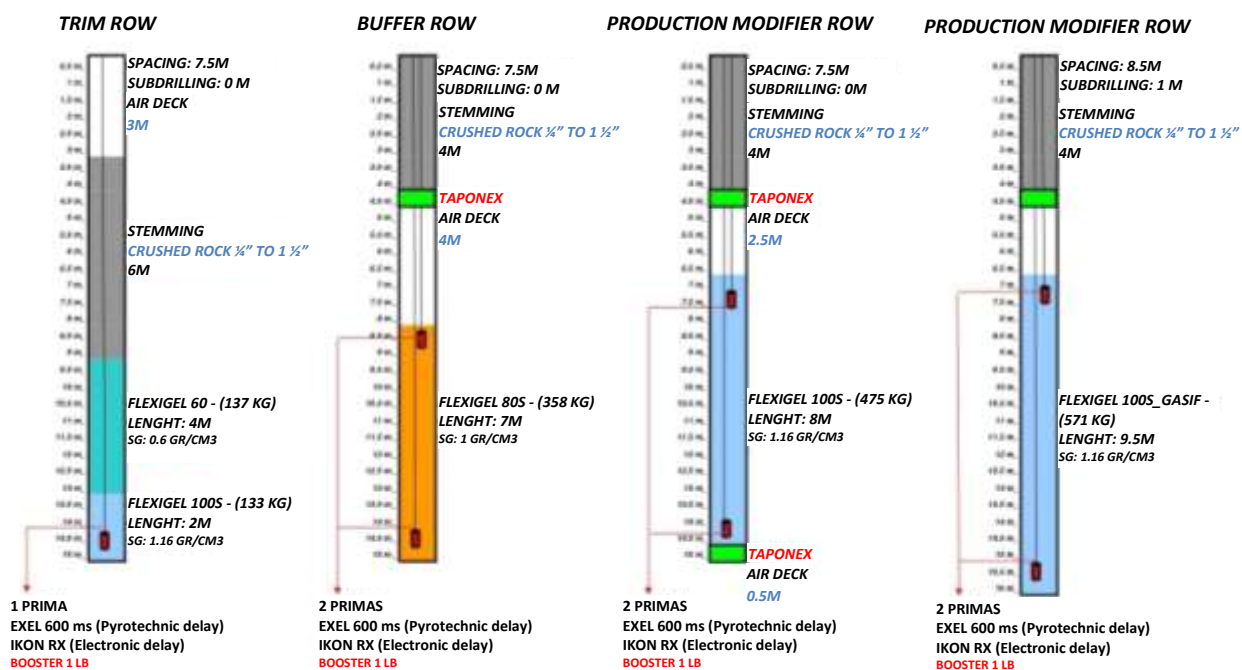 TRIM ROW
SPACING: 7.5M
SUBDRILLING: 0 M
AIR DECK
3M
STEMMING
CRUSHED ROCK ¼” TO 1 ½”
6M
FLEXIGEL 60 - (137 KG)
LENGHT: 4M
SG: 0.6 GR/CM3
FLEXIGEL 100S - (133 KG)
LENGHT: 2M
SG: 1.16 GR/CM3
1 PRIMA
EXEL 600 ms (Pyrotechnic delay)
IKON RX (Electronic delay)
BOOSTER 1 LB
BUFFER ROW
SPACING: 7.5M
SUBDRILLING: 0 M
STEMMING
CRUSHED ROCK ¼” TO 1 ½”
4M
TAPONEX
AIR DECK
4M
FLEXIGEL 80S - (358 KG)
LENGHT: 7M
SG: 1 GR/CM3
2 PRIMAS
EXEL 600 ms (Pyrotechnic delay)
IKON RX (Electronic delay)
BOOSTER 1 LB
PRODUCTION MODIFIER ROW
SPACING: 7.5M
SUBDRILLING: 0M
STEMMING
CRUSHED ROCK ¼” TO 1 ½”
4M
TAPONEX
AIR DECK
2.5M
FLEXIGEL 100S - (475 KG)
LENGHT: 8M
SG: 1.16 GR/CM3
TAPONEX
AIR DECK
0.5M
2 PRIMAS
EXEL 600 ms (Pyrotechnic delay)
IKON RX (Electronic delay)
BOOSTER 1 LB
PRODUCTION MODIFIER ROW
SPACING: 8.5M
SUBDRILLING: 1 M
STEMMING
CRUSHED ROCK ¼” TO 1 ½”
4M
FLEXIGEL 100S_GASIF -
(571 KG)
LENGHT: 9.5M
SG: 1.16 GR/CM3
2 PRIMAS
EXEL 600 ms (Pyrotechnic delay)
IKON RX (Electronic delay)
BOOSTER 1 LB